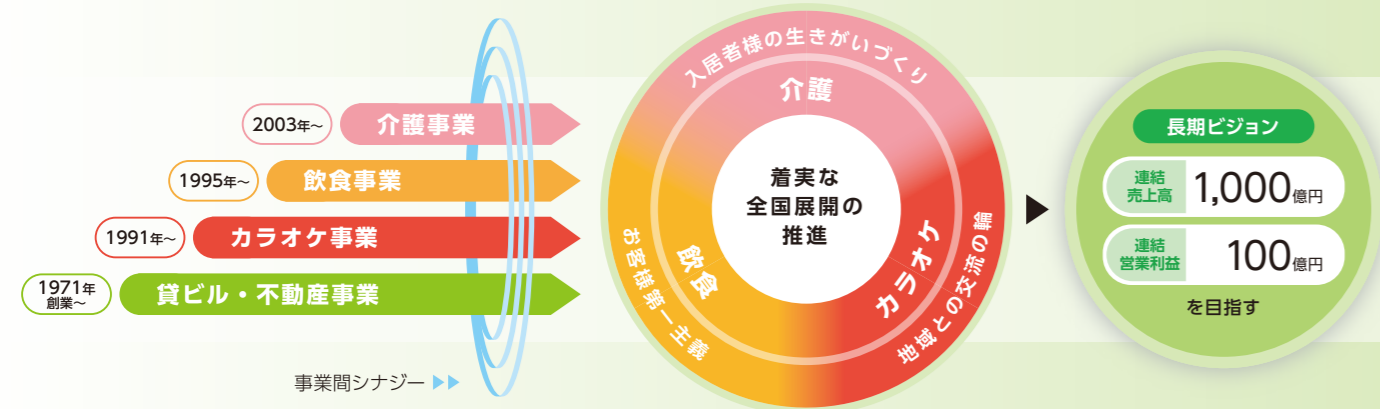 2003年~
介護事業
1995年~
飲食事業
1991年~
カラオケ事業
1971年
創業~
貸ビル・不動産事業
事業間シナジー
入居者様の生きがいづくり
介護
お客様第一主義
飲食
カラオケ
地域との交流の輪
着実な
全国展開の
推進
長期ビジョン
連結
売上高
1,000億円
連結
営業利益
100億円
を目指す